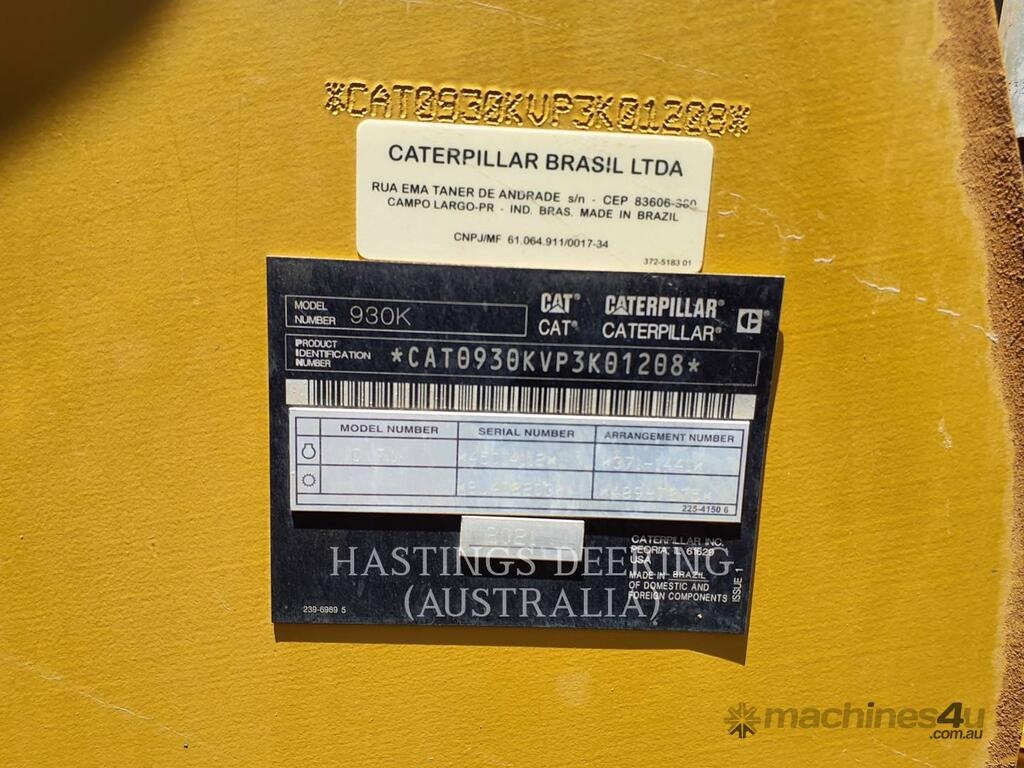 *CAT0930KVP3K01208*
CATERPILLAR BRASIL LTDA
RUA EMA TANER DE ANDRADE s/n - CEP
CAMPO LARGO-PR - IND. BRAS. MADE IN BRAZIL
CNPJ/MF 61.064.911/0017-34
372-5183 01
MODEL NUMBER 930K
CAT® CATERPILLAR®
CAT® CATERPILLAR®
PRODUCT IDENTIFICATION NUMBER *CAT0930KVP3K01208*
MODEL NUMBER SERIAL NUMBER ARRANGEMENT NUMBER
225-4150 6
2021
CATERPILLAR INC.
PEORIA, IL 61629
USA
MADE IN BRAZIL
OF DOMESTIC AND
FOREIGN COMPONENTS
ISSUE 1
239-6989 5
HASTINGS DEERING
(AUSTRALIA)
machines4u
.com.au